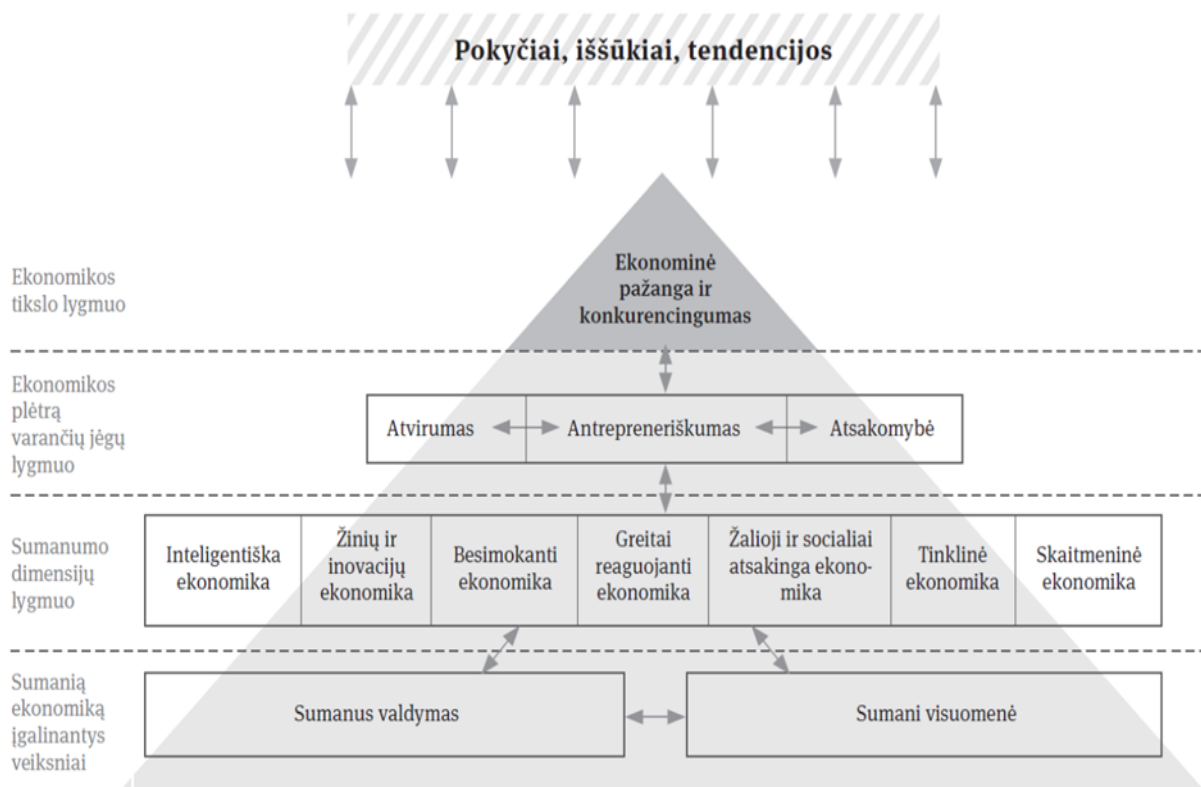 Pokyčiai, iššūkiai, tendencijos
Ekonomikos
tikslo lygmuo
Ekonominė
pažanga ir
konkurencingumas
Ekonomikos
plėtrą
varančių jėgų
lygmuo
Atvirumas
Antrepreneriškumas
Atsakomybė
Sumanumo
dimensijų
lygmuo
Inteligentiška
ekonomika
Žinių ir
inovacijų
ekonomika
Besimokanti
ekonomika
Greitai
reaguojanti
ekonomika
Žalioji ir socialiai
atsakinga ekono-
mika
Tinklinė
ekonomika
Skaitmeninė
ekonomika
Sumanią
ekonomiką
įgalinantys
veiksniai
Sumanus valdymas
Sumani visuomenė